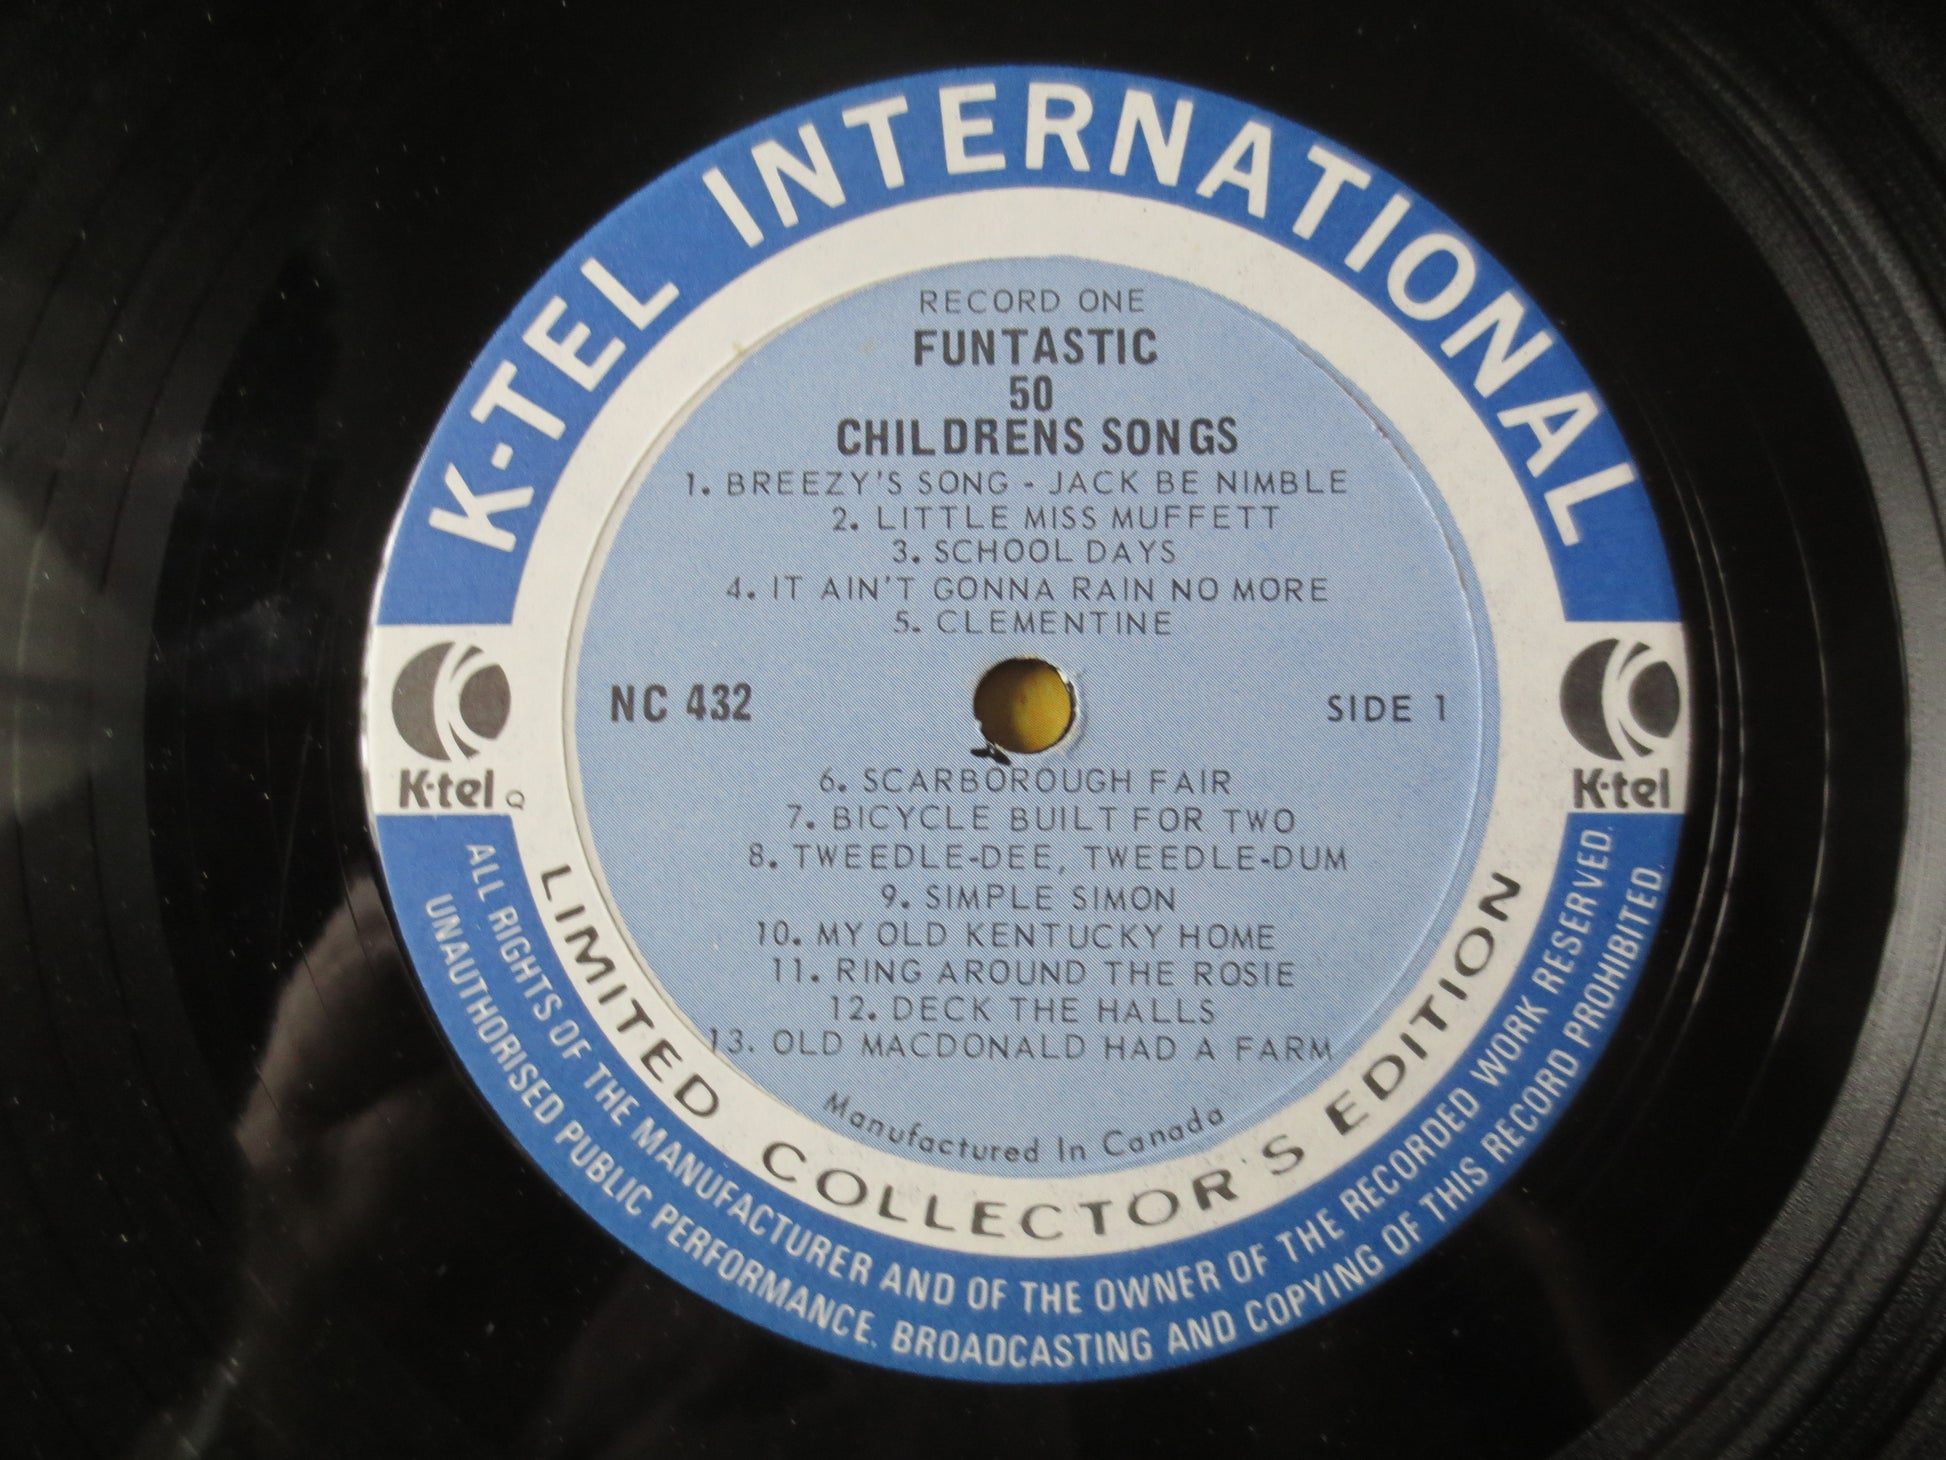 K-TEL INTERNATIONAL
RECORD ONE
FUNTASTIC
50
CHILDRENS SONGS
1. BREEZY'S SONG - JACK BE NIMBLE
2. LITTLE MISS MUFFETT
3. SCHOOL DAYS
4. IT AIN'T GONNA RAIN NO MORE
5. CLEMENTINE
NC 432
SIDE 1
K-tel
K-tel
6. SCARBOROUGH FAIR
7. BICYCLE BUILT FOR TWO
8. TWEEDLE-DEE, TWEEDLE-DUM
9. SIMPLE SIMON
10. MY OLD KENTUCKY HOME
11. RING AROUND THE ROSIE
12. DECK THE HALLS
13. OLD MACDONALD HAD A FARM
Manufactured In Canada
LIMITED COLLECTOR'S EDITION
ALL RIGHTS OF THE MANUFACTURER AND OF THE OWNER OF THE RECORDED WORK RESERVED.
UNAUTHORISED PUBLIC PERFORMANCE. BROADCASTING AND COPYING OF THIS RECORD PROHIBITED.